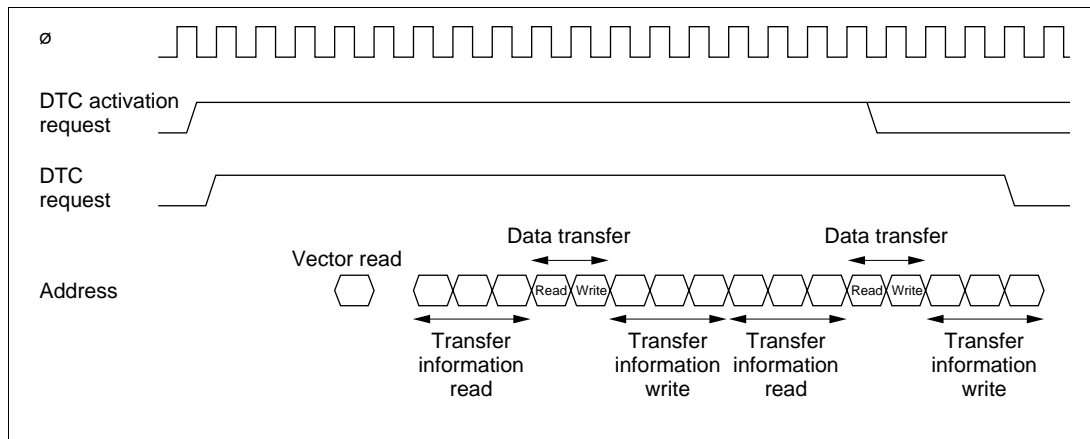 ø
DTC activation
request
DTC
request
Data transfer
Data transfer
Vector read
Address
Read
Write
Read
Write
Transfer
information
read
Transfer
information
write
Transfer
information
read
Transfer
information
write